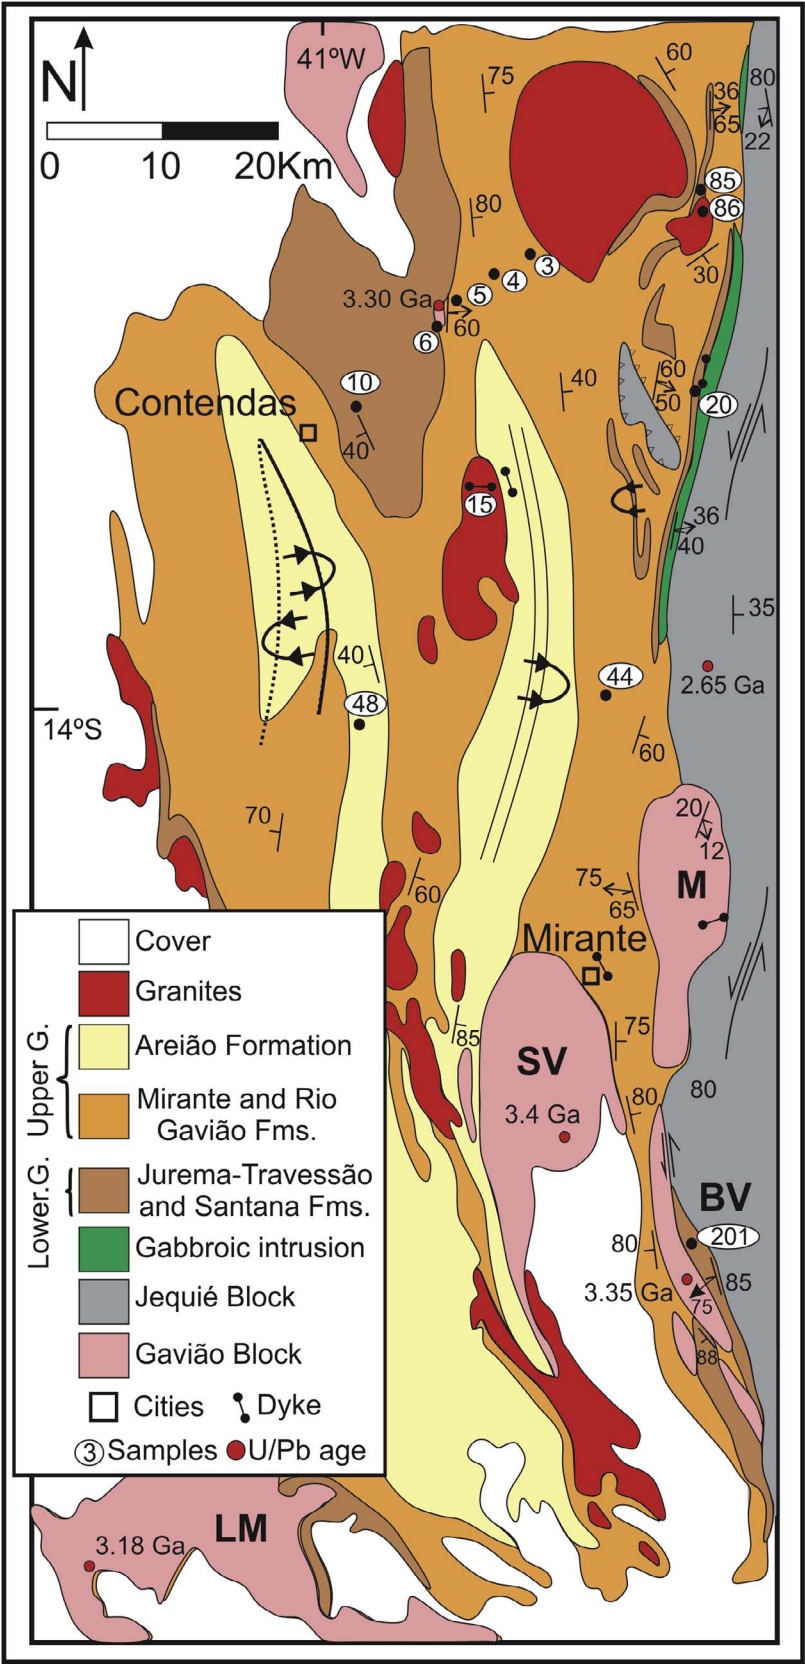 41ºW
N
0 10 20Km
75
60
36
65
80
22
85
86
80
30
3
4
5
3.30 Ga
60
6
10
40
40
60
50
20
Contendas
15
36
40
35
40
44
2.65 Ga
48
14ºS
60
70
20
12
M
75
65
60
Mirante
85
75
SV
3.4 Ga
80
80
BV
201
80
3.35 Ga
85
75
88
Cover
Granites
Upper G.
Areião Formation
Mirante and Rio
Gavião Fms.
Lower.G.
Jurema-Travessão
and Santana Fms.
Gabbroic intrusion
Jequié Block
Gavião Block
Cities Dyke
3 Samples U/Pb age
LM
3.18 Ga